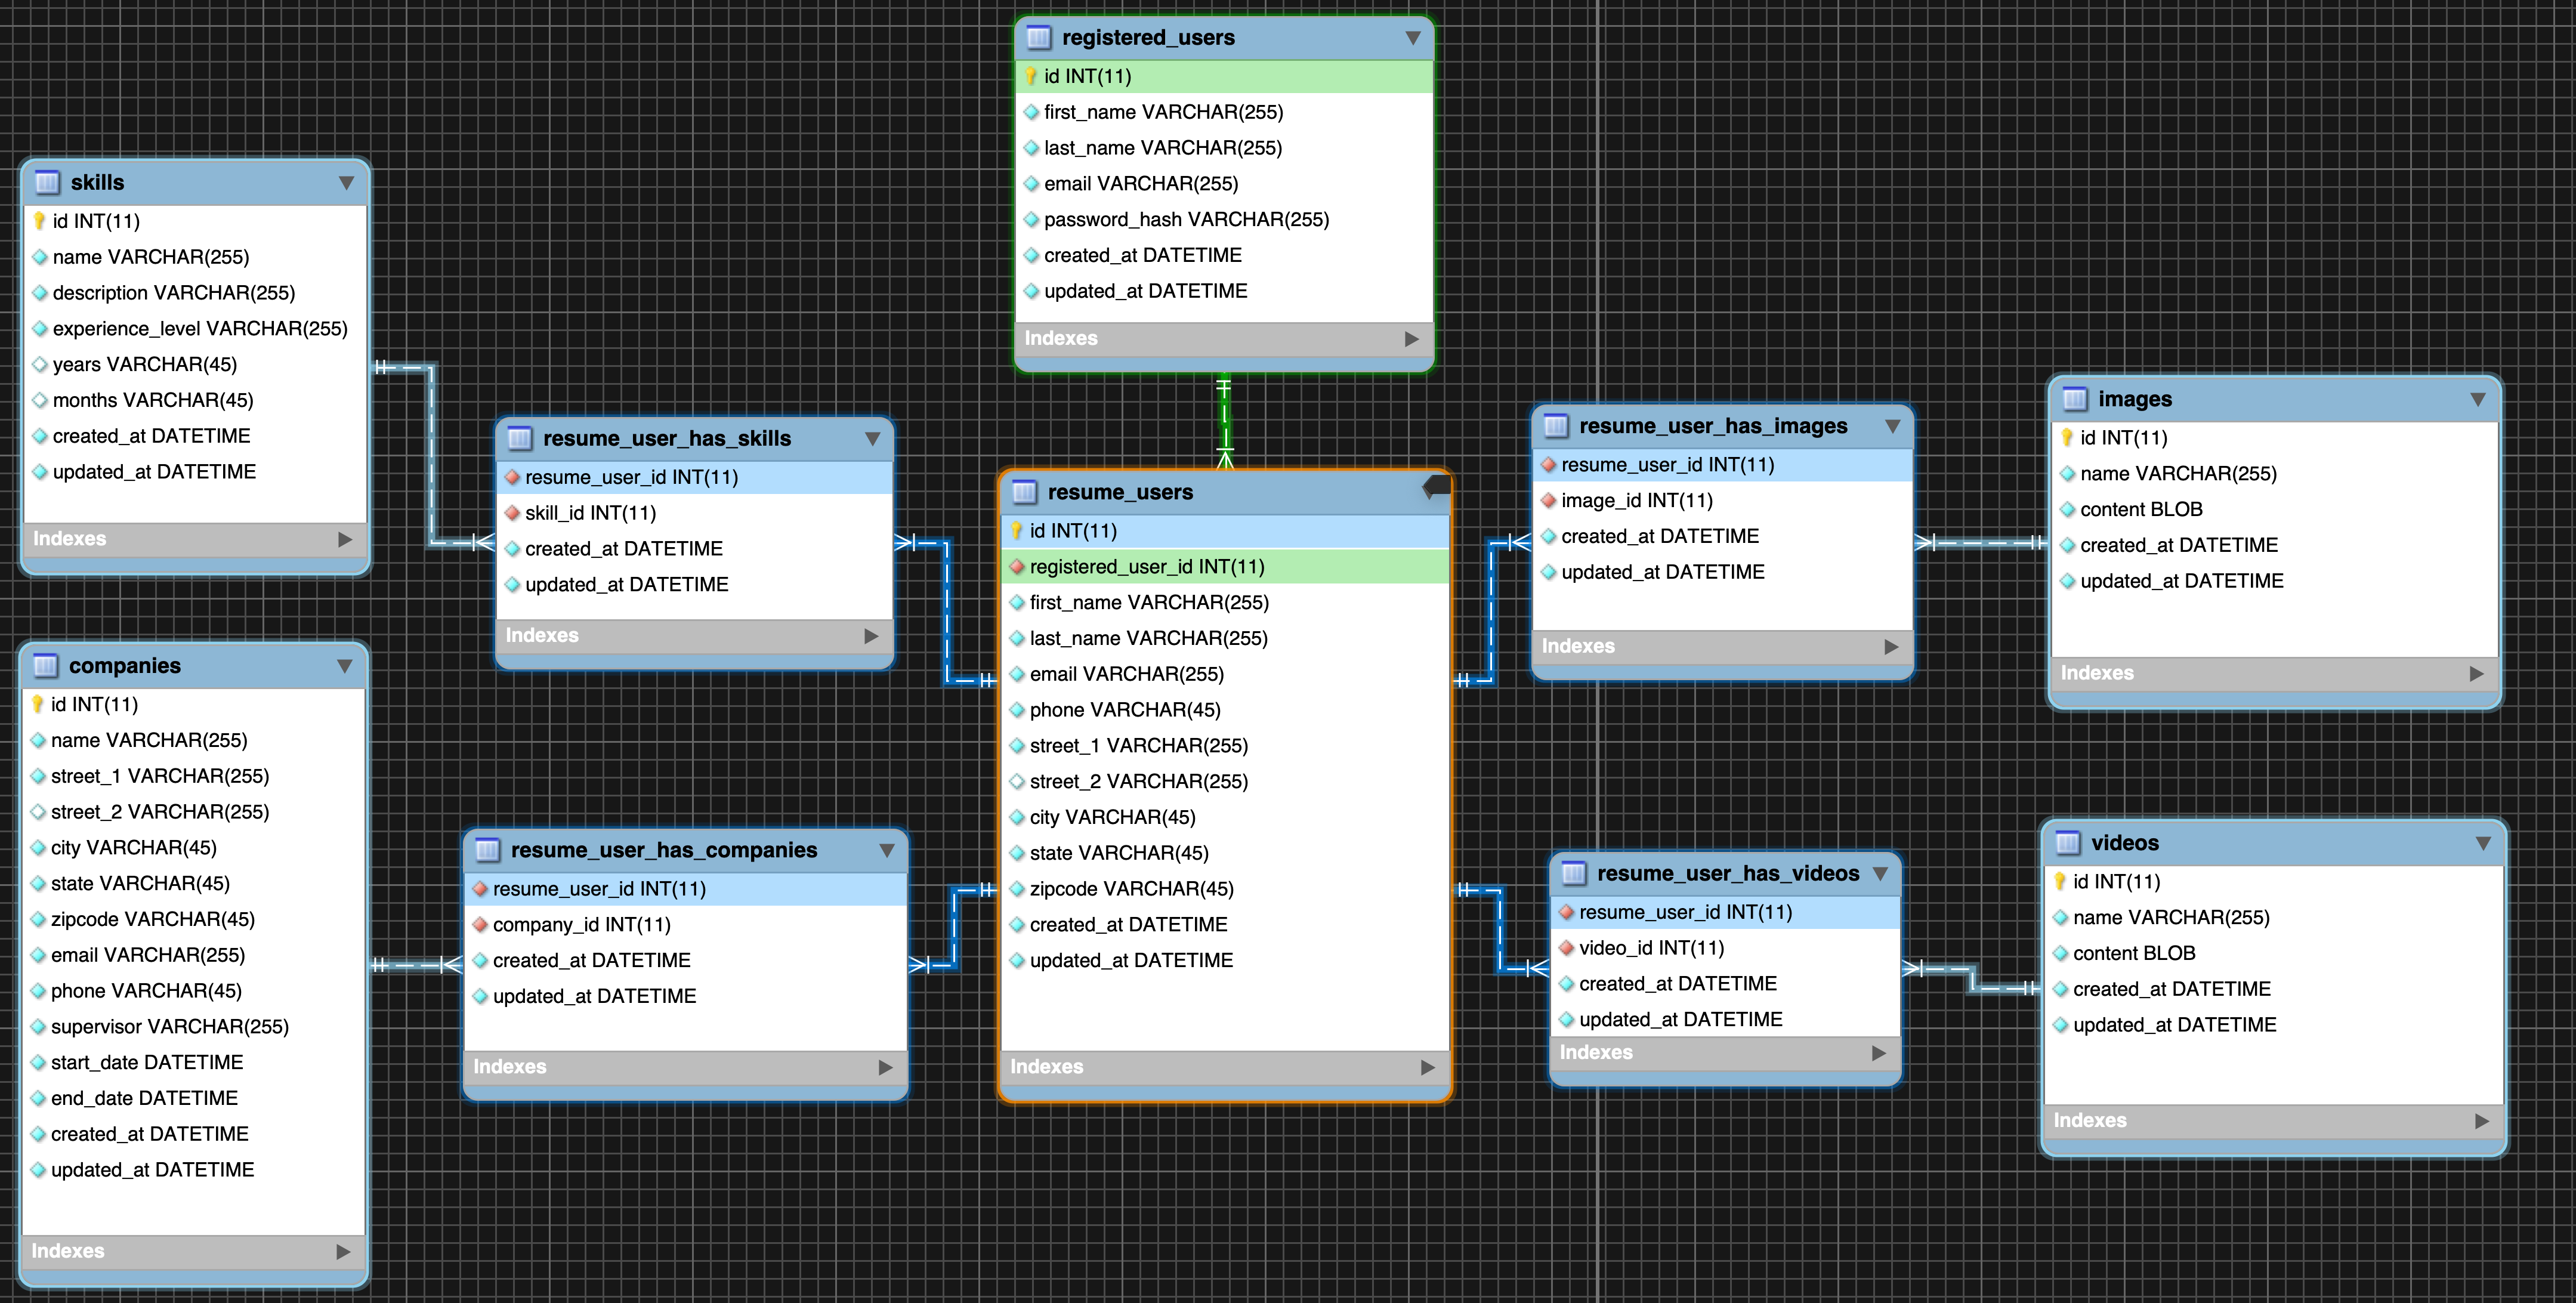 registered_users
id INT(11)
first_name VARCHAR(255)
last_name VARCHAR(255)
email VARCHAR(255)
password_hash VARCHAR(255)
created_at DATETIME
updated_at DATETIME
Indexes
skills
id INT(11)
name VARCHAR(255)
description VARCHAR(255)
experience_level VARCHAR(255)
years VARCHAR(45)
months VARCHAR(45)
created_at DATETIME
updated_at DATETIME
Indexes
resume_user_has_skills
resume_user_id INT(11)
skill_id INT(11)
created_at DATETIME
updated_at DATETIME
Indexes
resume_users
id INT(11)
registered_user_id INT(11)
first_name VARCHAR(255)
last_name VARCHAR(255)
email VARCHAR(255)
phone VARCHAR(45)
street_1 VARCHAR(255)
street_2 VARCHAR(255)
city VARCHAR(45)
state VARCHAR(45)
zipcode VARCHAR(45)
created_at DATETIME
updated_at DATETIME
Indexes
resume_user_has_images
resume_user_id INT(11)
image_id INT(11)
created_at DATETIME
updated_at DATETIME
Indexes
images
id INT(11)
name VARCHAR(255)
content BLOB
created_at DATETIME
updated_at DATETIME
Indexes
companies
id INT(11)
name VARCHAR(255)
street_1 VARCHAR(255)
street_2 VARCHAR(255)
city VARCHAR(45)
state VARCHAR(45)
zipcode VARCHAR(45)
email VARCHAR(255)
phone VARCHAR(45)
supervisor VARCHAR(255)
start_date DATETIME
end_date DATETIME
created_at DATETIME
updated_at DATETIME
Indexes
resume_user_has_companies
resume_user_id INT(11)
company_id INT(11)
created_at DATETIME
updated_at DATETIME
Indexes
resume_user_has_videos
resume_user_id INT(11)
video_id INT(11)
created_at DATETIME
updated_at DATETIME
Indexes
videos
id INT(11)
name VARCHAR(255)
content BLOB
created_at DATETIME
updated_at DATETIME
Indexes